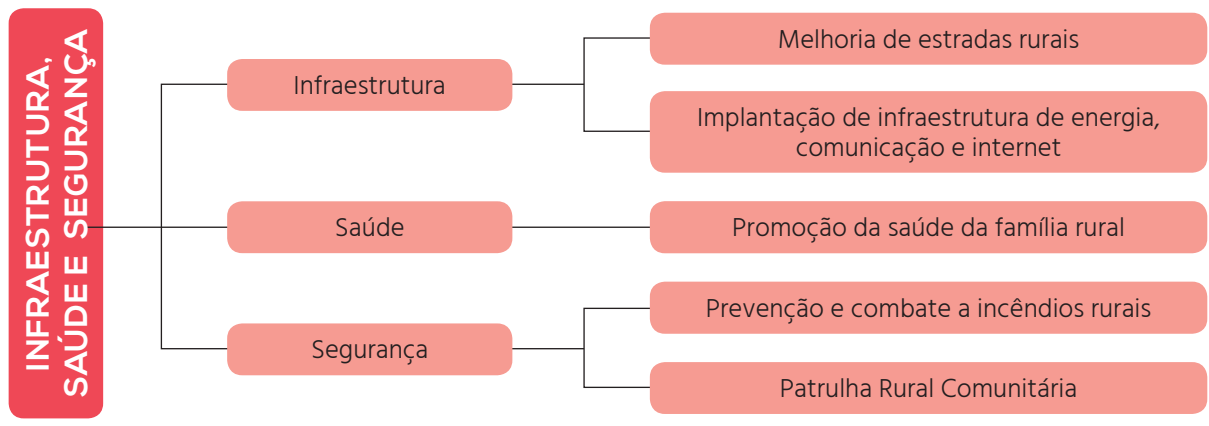 INFRAESTRUTURA,
SAÚDE E SEGURANÇA
Infraestrutura
Melhoria de estradas rurais
Implantação de infraestrutura de energia,
comunicação e internet
Saúde
Promoção da saúde da família rural
Segurança
Prevenção e combate a incêndios rurais
Patrulha Rural Comunitária